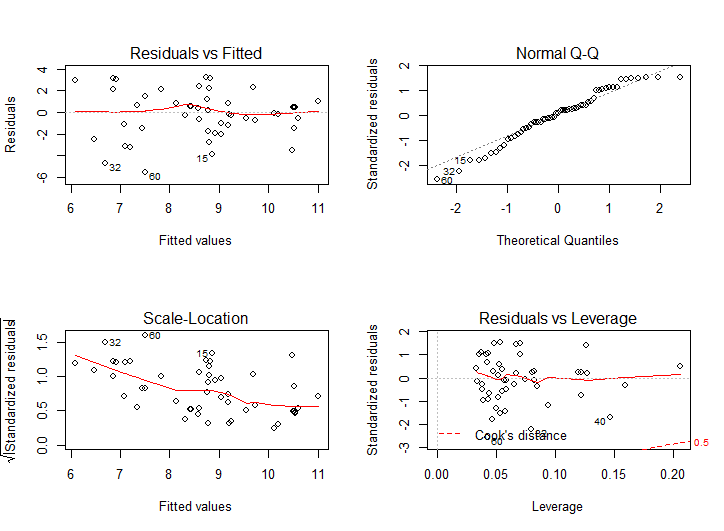 Residuals vs Fitted
Residuals
4
2
0
-2
-6
32
60
15
6 7 8 9 10 11
Fitted values
Normal Q-Q
Standardized residuals
2
1
0
-1
-2
15
32
60
-2 -1 0 1 2
Theoretical Quantiles
Scale-Location
√|Standardized residuals|
1.5
1.0
0.5
0.0
32
60
15
6 7 8 9 10 11
Fitted values
Residuals vs Leverage
Standardized residuals
2
1
0
-1
-2
-3
40
Cook's distance
60
0.5
0.00 0.05 0.10 0.15 0.20
Leverage